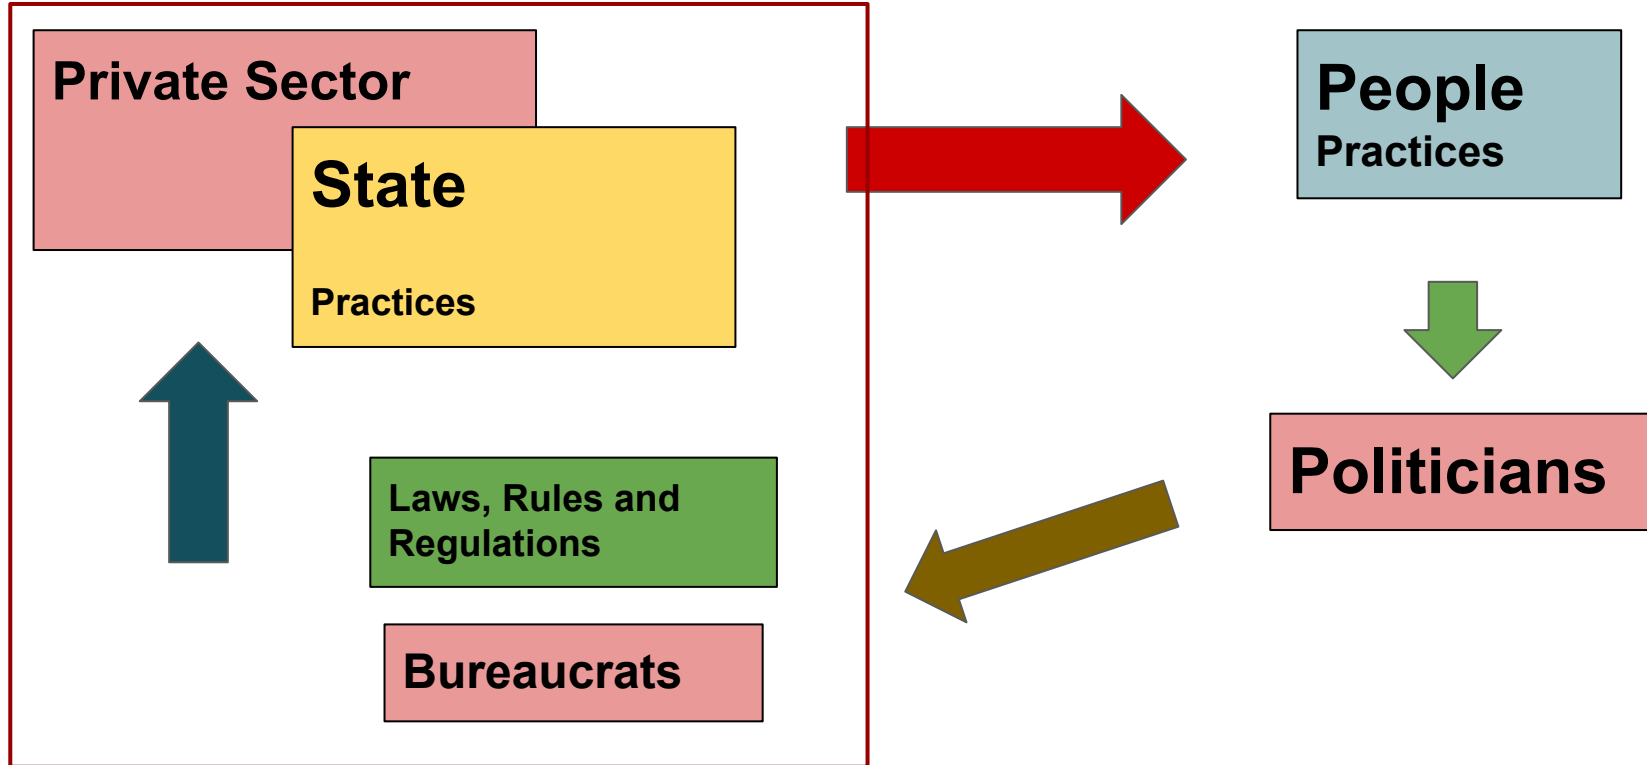 Private Sector
State
Practices
People
Practices
Laws, Rules and
Regulations
Politicians
Bureaucrats